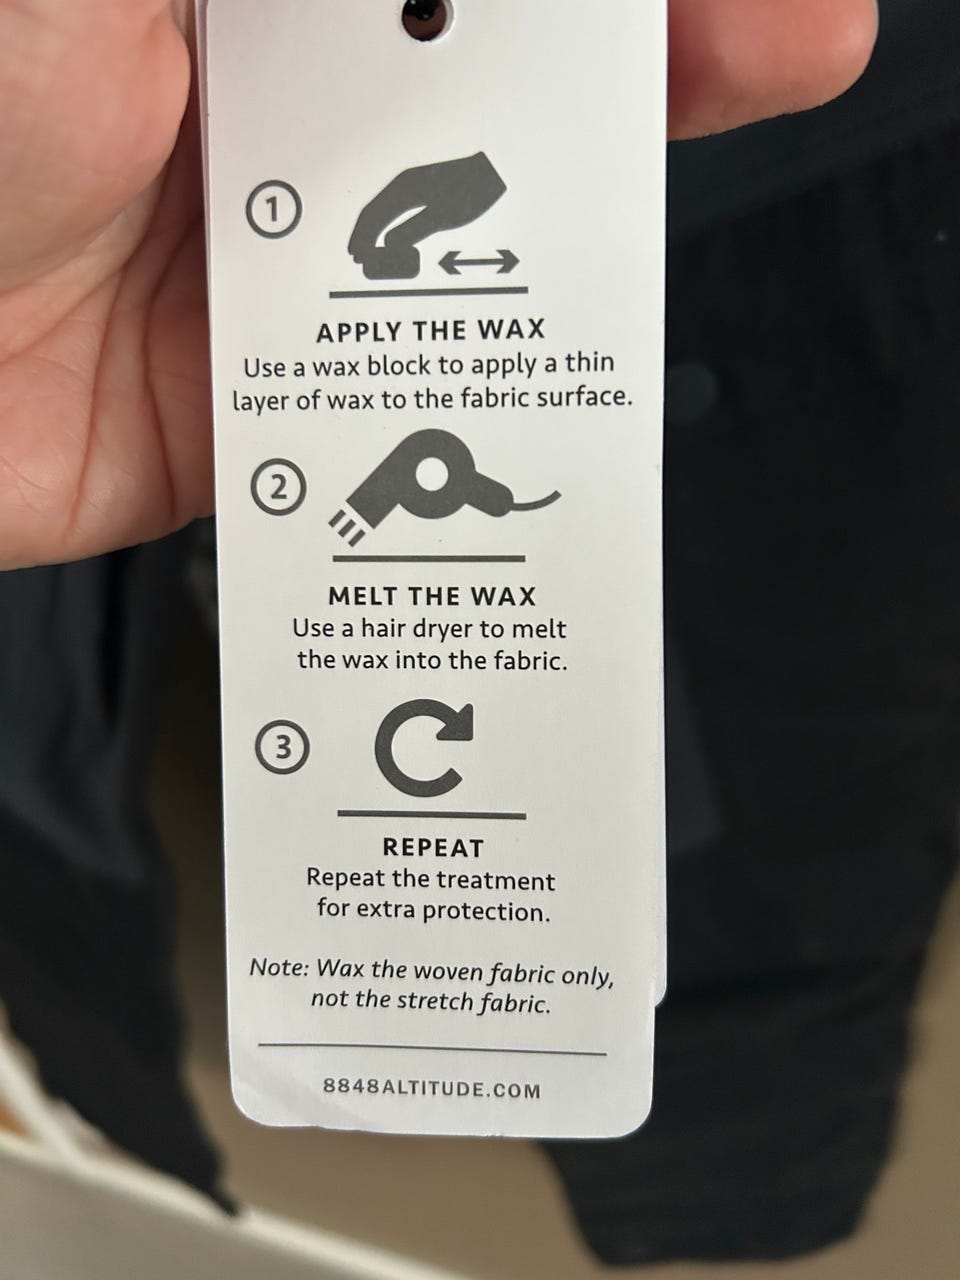 1
APPLY THE WAX
Use a wax block to apply a thin
layer of wax to the fabric surface.
2
MELT THE WAX
Use a hair dryer to melt
the wax into the fabric.
3
REPEAT
Repeat the treatment
for extra protection.
Note: Wax the woven fabric only,
not the stretch fabric.
8848ALTITUDE.COM